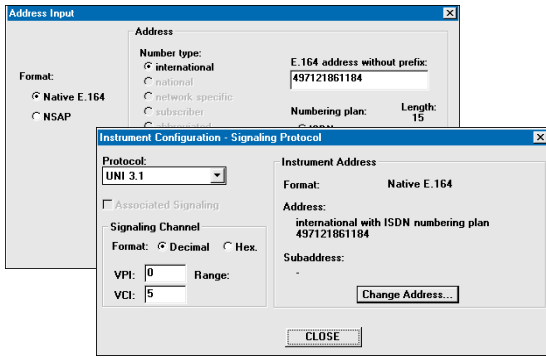 Address Input
Address
Number type:
international
national
network specific
subscriber
abbreviated
Format:
Native E.164
NSAP
E.164 address without prefix:
497121861184
Numbering plan:
Length:
15
ISDN
Instrument Configuration - Signaling Protocol
Protocol:
UNI 3.1
Associated Signaling
Signaling Channel
Format: Decimal Hex.
VPI: 0 Range:
VCI: 5
Instrument Address
Format: Native E.164
Address:
international with ISDN numbering plan
497121861184
Subaddress:
-
Change Address...
CLOSE